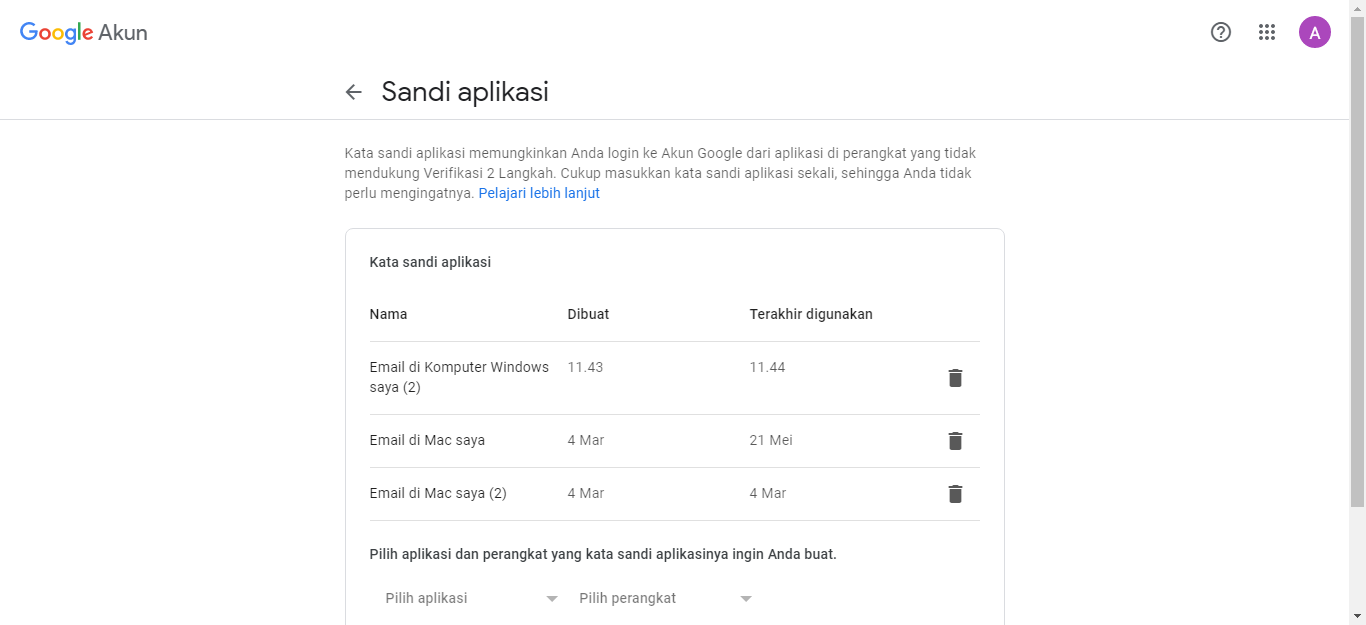 Google Akun
A
Sandi aplikasi
Kata sandi aplikasi memungkinkan Anda login ke Akun Google dari aplikasi di perangkat yang tidak
mendukung Verifikasi 2 Langkah. Cukup masukkan kata sandi aplikasi sekali, sehingga Anda tidak
perlu mengingatnya. Pelajari lebih lanjut
Kata sandi aplikasi
Nama Dibuat Terakhir digunakan
Email di Komputer Windows 11.43 11.44
saya (2)
Email di Mac saya 4 Mar 21 Mei
Email di Mac saya (2) 4 Mar 4 Mar
Pilih aplikasi dan perangkat yang kata sandi aplikasinya ingin Anda buat.
Pilih aplikasi Pilih perangkat